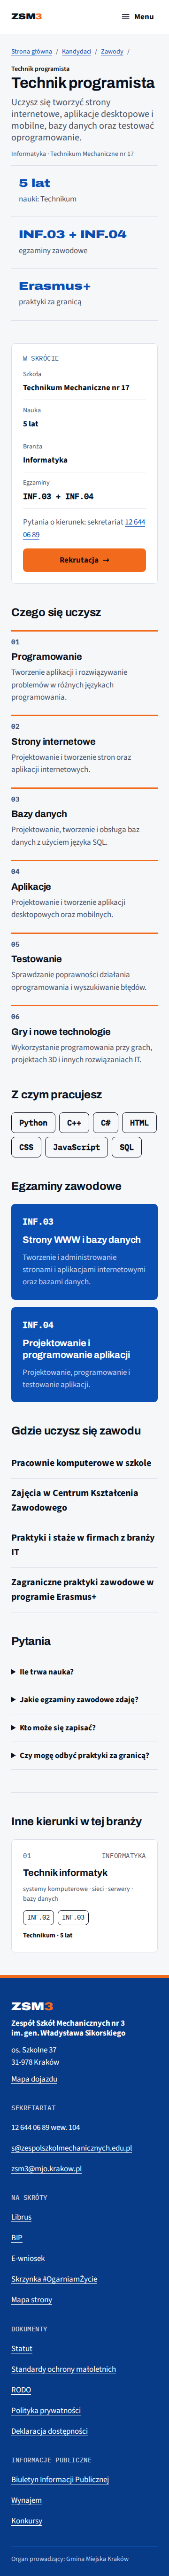 ZSM3
Menu
Strona główna / Kandydaci / Zawody /
Technik programista
Technik programista
Uczysz się tworzyć strony
internetowe, aplikacje desktopowe i
mobilne, bazy danych oraz testować
oprogramowanie.
Informatyka · Technikum Mechaniczne nr 17
5 lat
nauki: Technikum
INF.03 + INF.04
egzaminy zawodowe
Erasmus+
praktyki za granicą
W SKRÓCIE
Szkoła
Technikum Mechaniczne nr 17
Nauka
5 lat
Branża
Informatyka
Egzaminy
INF.03 + INF.04
Pytania o kierunek: sekretariat 12 644
06 89
Rekrutacja →
Czego się uczysz
01
Programowanie
Tworzenie aplikacji i rozwiązywanie
problemów w różnych językach
programowania.
02
Strony internetowe
Projektowanie i tworzenie stron oraz
aplikacji internetowych.
03
Bazy danych
Projektowanie, tworzenie i obsługa baz
danych z użyciem języka SQL.
04
Aplikacje
Projektowanie i tworzenie aplikacji
desktopowych oraz mobilnych.
05
Testowanie
Sprawdzanie poprawności działania
oprogramowania i wyszukiwanie błędów.
06
Gry i nowe technologie
Wykorzystanie programowania przy grach,
projektach 3D i innych rozwiązaniach IT.
Z czym pracujesz
Python C++ C# HTML
CSS JavaScript SQL
Egzaminy zawodowe
INF.03
Strony WWW i bazy danych
Tworzenie i administrowanie
stronami i aplikacjami internetowymi
oraz bazami danych.
INF.04
Projektowanie i
programowanie aplikacji
Projektowanie, programowanie i
testowanie aplikacji.
Gdzie uczysz się zawodu
Pracownie komputerowe w szkole
Zajęcia w Centrum Kształcenia
Zawodowego
Praktyki i staże w firmach z branży
IT
Zagraniczne praktyki zawodowe w
programie Erasmus+
Pytania
Ile trwa nauka?
Jakie egzaminy zawodowe zdaję?
Kto może się zapisać?
Czy mogę odbyć praktyki za granicą?
Inne kierunki w tej branży
01 INFORMATYKA
Technik informatyk
systemy komputerowe · sieci · serwery ·
bazy danych
INF.02 INF.03
Technikum · 5 lat
ZSM3
Zespół Szkół Mechanicznych nr 3
im. gen. Władysława Sikorskiego
os. Szkolne 37
31-978 Kraków
Mapa dojazdu
SEKRETARIAT
12 644 06 89 wew. 104
s@zespolszkolmechanicznych.edu.pl
zsm3@mjo.krakow.pl
NA SKRÓTY
Librus
BIP
E-wniosek
Skrzynka #OgarniamŻycie
Mapa strony
DOKUMENTY
Statut
Standardy ochrony małoletnich
RODO
Polityka prywatności
Deklaracja dostępności
INFORMACJE PUBLICZNE
Biuletyn Informacji Publicznej
Wynajem
Konkursy
Organ prowadzący: Gmina Miejska Kraków